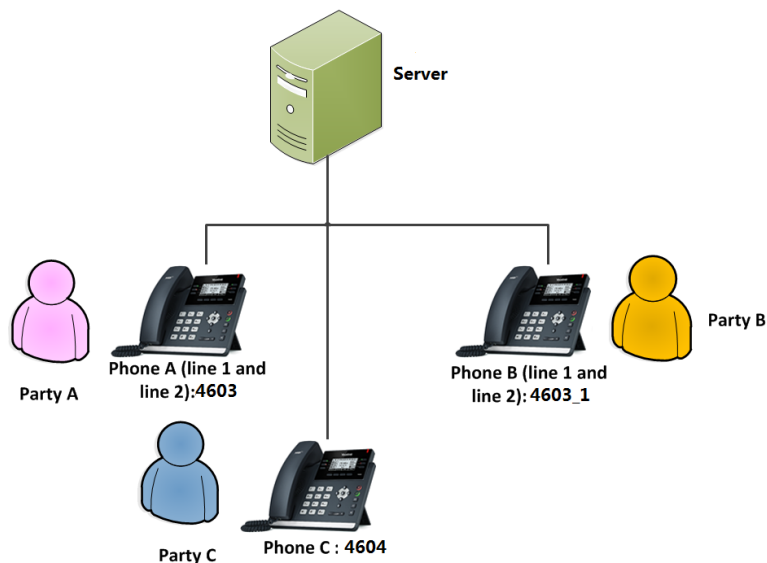 Server
Phone A (line 1 and
line 2):4603
Party A
Phone B (line 1 and
line 2): 4603_1
Party B
Phone C : 4604
Party C